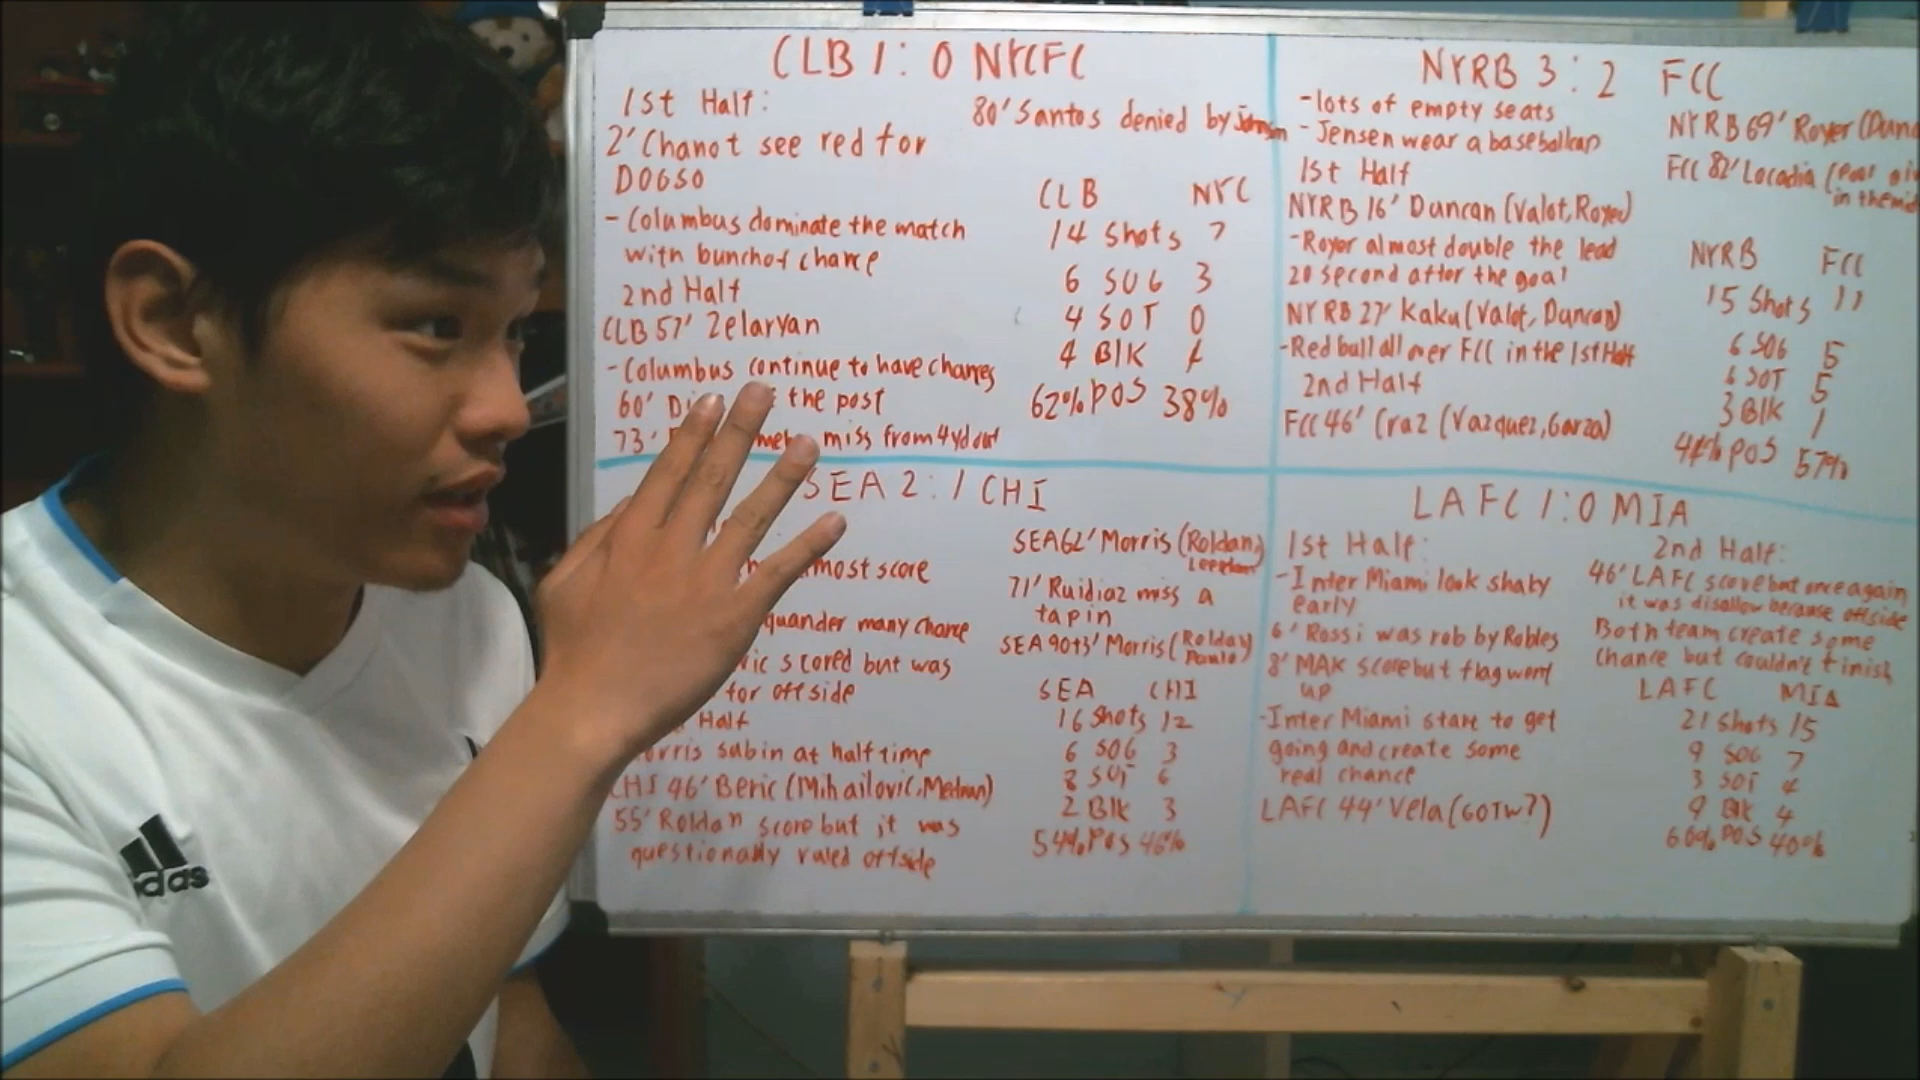 CLB 1:0 NYCFC
1st Half:
2' Chanot see red for
DOGSO
- Columbus dominate the match
with bunch of chance
2nd Half
CLB 57' Zelaryan
- Columbus continue to have chances
60' the post
73' miss from 4yd out
80' Santos denied by
CLB NYC
14 Shots 7
6 SOG 3
4 SOT 0
4 Blk
62% POS 38%
NYRB 3:2 FCC
- lots of empty seats
- Jensen wear a baseball cap
1st Half
NYRB 16' Duncan (Valot, Royer)
- Royer almost double the lead
20 second after the goal
NYRB 27' Kaku (Valot, Duncan)
- Red bull all over FCC in the 1st Half
2nd Half
FCC 46' Cruz (Vazquez, Garza)
NYRB 69' Royer (Dunc
FCC 82' Locadia (
in the mid
NYRB FCC
15 Shots 11
6 SOG 5
6 SOT 5
3 Blk 1
POS 57%
SEA 2:1 CHI
most score
quander many chance
ric scored but was
for offside
Half
orris sub in at half time
CHI 46' Beric (Mihailovic, Medran)
55' Roldan score but it was
questionably ruled offside
SEA 62' Morris (Roldan,
71' Ruidiaz miss a
tap in
SEA 90+3' Morris (Roldan
Paulo)
SEA CHI
16 Shots 12
6 SOG 3
8 SOT 6
2 Blk 3
54% POS 46%
LAFC 1:0 MIA
1st Half:
- Inter Miami look shaky
early
6' Rossi was rob by Robles
8' MAK score but flag went
up
- Inter Miami start to get
going and create some
real chance
LAFC 44' Vela (GOTW?)
2nd Half:
46' LAFC score but once again
it was disallow because offside
Both team create some
chance but couldn't finish
LAFC MIA
21 Shots 15
9 SOG 7
3 SOT 4
9 Blk 4
60% POS 40%
adidas